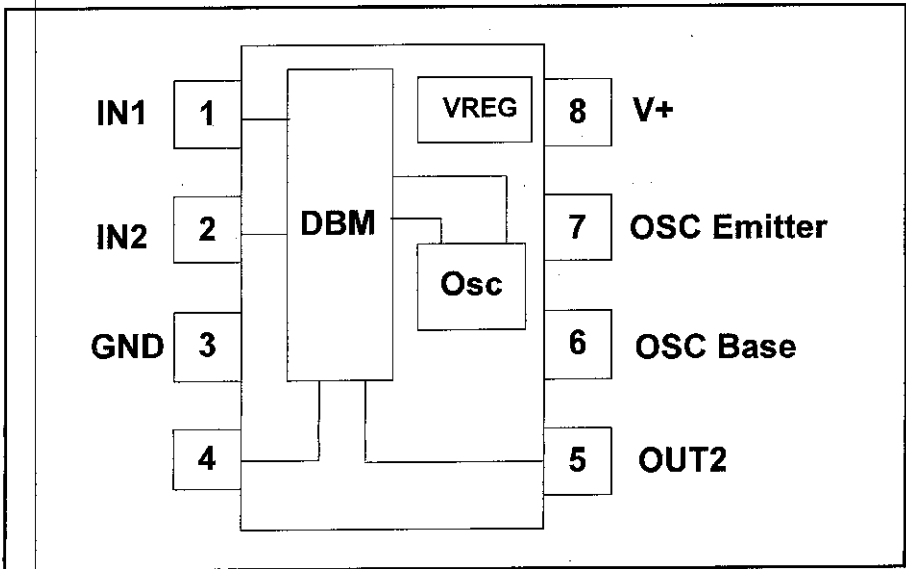 IN1 1 VREG 8 V+
IN2 2 DBM 7 OSC Emitter
Osc
GND 3 6 OSC Base
4 5 OUT2